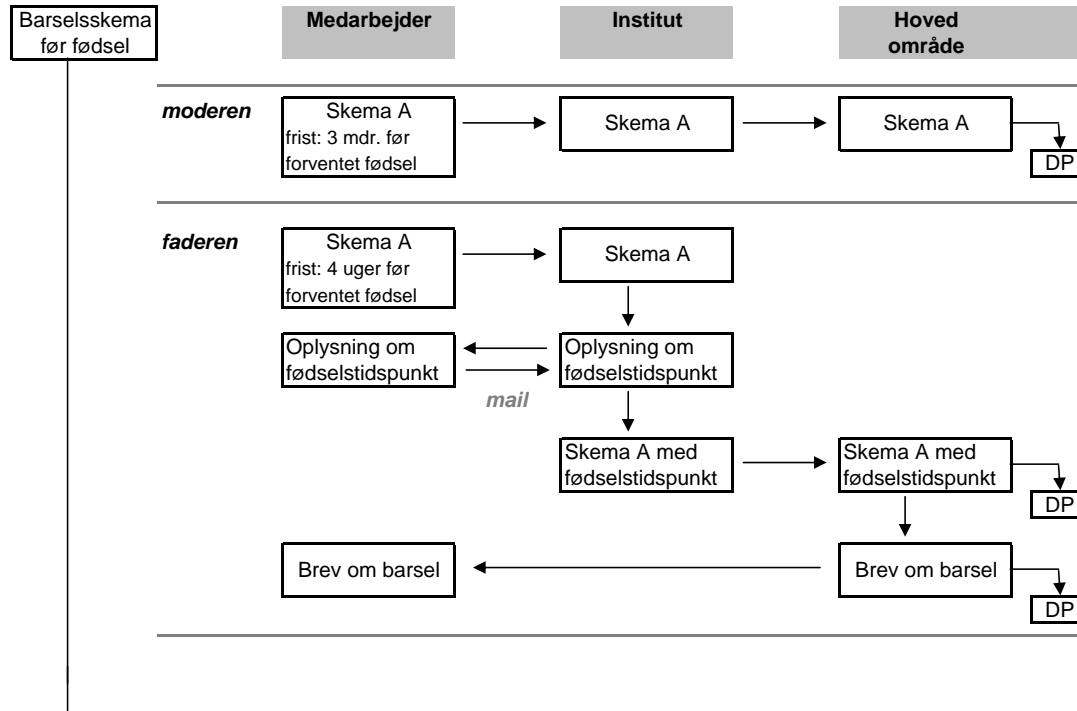 Barselsskema
før fødsel
Medarbejder
Institut
Hoved
område
moderen
Skema A
frist: 3 mdr. før
forventet fødsel
Skema A
Skema A
DP
faderen
Skema A
frist: 4 uger før
forventet fødsel
Skema A
Oplysning om
fødselstidspunkt
mail
Oplysning om
fødselstidspunkt
Skema A med
fødselstidspunkt
Skema A med
fødselstidspunkt
DP
Brev om barsel
Brev om barsel
DP